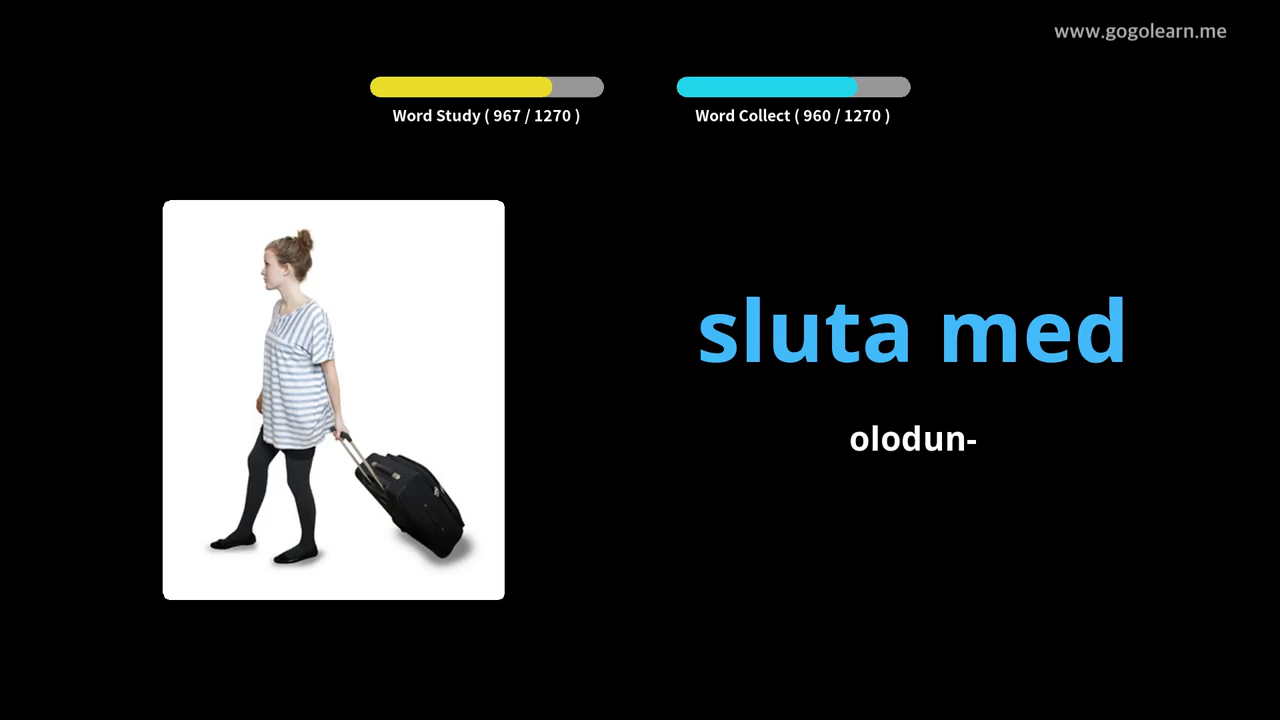 www.gogolearn.me
Word Study ( 967 / 1270 )
Word Collect ( 960 / 1270 )
sluta med
olodun-